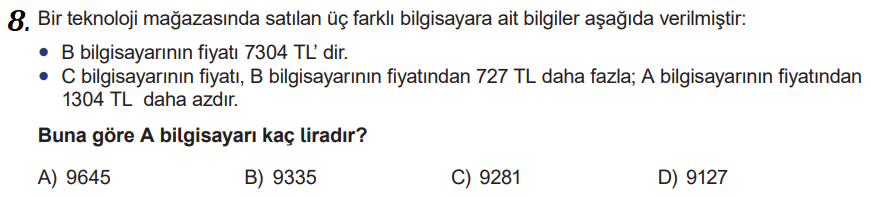 8. Bir teknoloji mağazasında satılan üç farklı bilgisayara ait bilgiler aşağıda verilmiştir:
• B bilgisayarının fiyatı 7304 TL' dir.
• C bilgisayarının fiyatı, B bilgisayarının fiyatından 727 TL daha fazla; A bilgisayarının fiyatından
1304 TL daha azdır.
Buna göre A bilgisayarı kaç liradır?
A) 9645 B) 9335 C) 9281 D) 9127